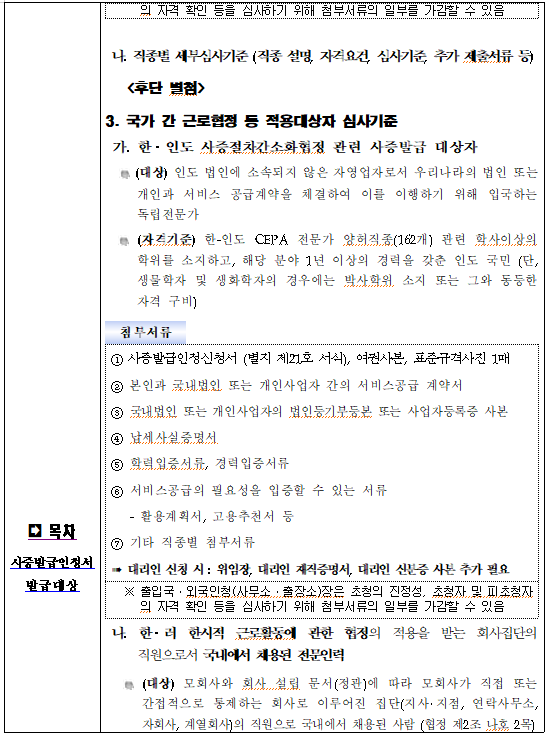 의 자격 확인 등을 심사하기 위해 첨부서류의 일부를 가감할 수 있음
나. 직종별 세부심사기준 (직종 설명, 자격요건, 심사기준, 추가 제출서류 등)
<후단 별첨>
3. 국가 간 근로협정 등 적용대상자 심사기준
가. 한·인도 사증절차간소화협정 관련 사증발급 대상자
(대상) 인도 법인에 소속되지 않은 자영업자로서 우리나라의 법인 또는
개인과 서비스 공급계약을 체결하여 이를 이행하기 위해 입국하는
독립전문가
(자격기준) 한-인도 CEPA 전문가 양허직종(162개) 관련 학사이상의
학위를 소지하고, 해당 분야 1년 이상의 경력을 갖춘 인도 국민 (단,
생물학자 및 생화학자의 경우에는 박사학위 소지 또는 그와 동등한
자격 구비)
첨부서류
① 사증발급인정신청서 (별지 제21호 서식), 여권사본, 표준규격사진 1매
② 본인과 국내법인 또는 개인사업자 간의 서비스공급 계약서
③ 국내법인 또는 개인사업자의 법인등기부등본 또는 사업자등록증 사본
④ 납세사실증명서
⑤ 학력입증서류, 경력입증서류
⑥ 서비스공급의 필요성을 입증할 수 있는 서류
- 활용계획서, 고용추천서 등
⑦ 기타 직종별 첨부서류
➠ 대리인 신청 시 : 위임장, 대리인 재직증명서, 대리인 신분증 사본 추가 필요
※ 출입국·외국인청(사무소·출장소)장은 초청의 진정성, 초청자 및 피초청자
의 자격 확인 등을 심사하기 위해 첨부서류의 일부를 가감할 수 있음
➡ 목차
사증발급인정서
발급대상
나. 한·러 한시적 근로활동에 관한 협정의 적용을 받는 회사집단의
직원으로서 국내에서 채용된 전문인력
(대상) 모회사와 회사 설립 문서(정관)에 따라 모회사가 직접 또는
간접적으로 통제하는 회사로 이루어진 집단(지사·지점, 연락사무소,
자회사, 계열회사)의 직원으로 국내에서 채용된 사람 (협정 제2조 나호 2목)